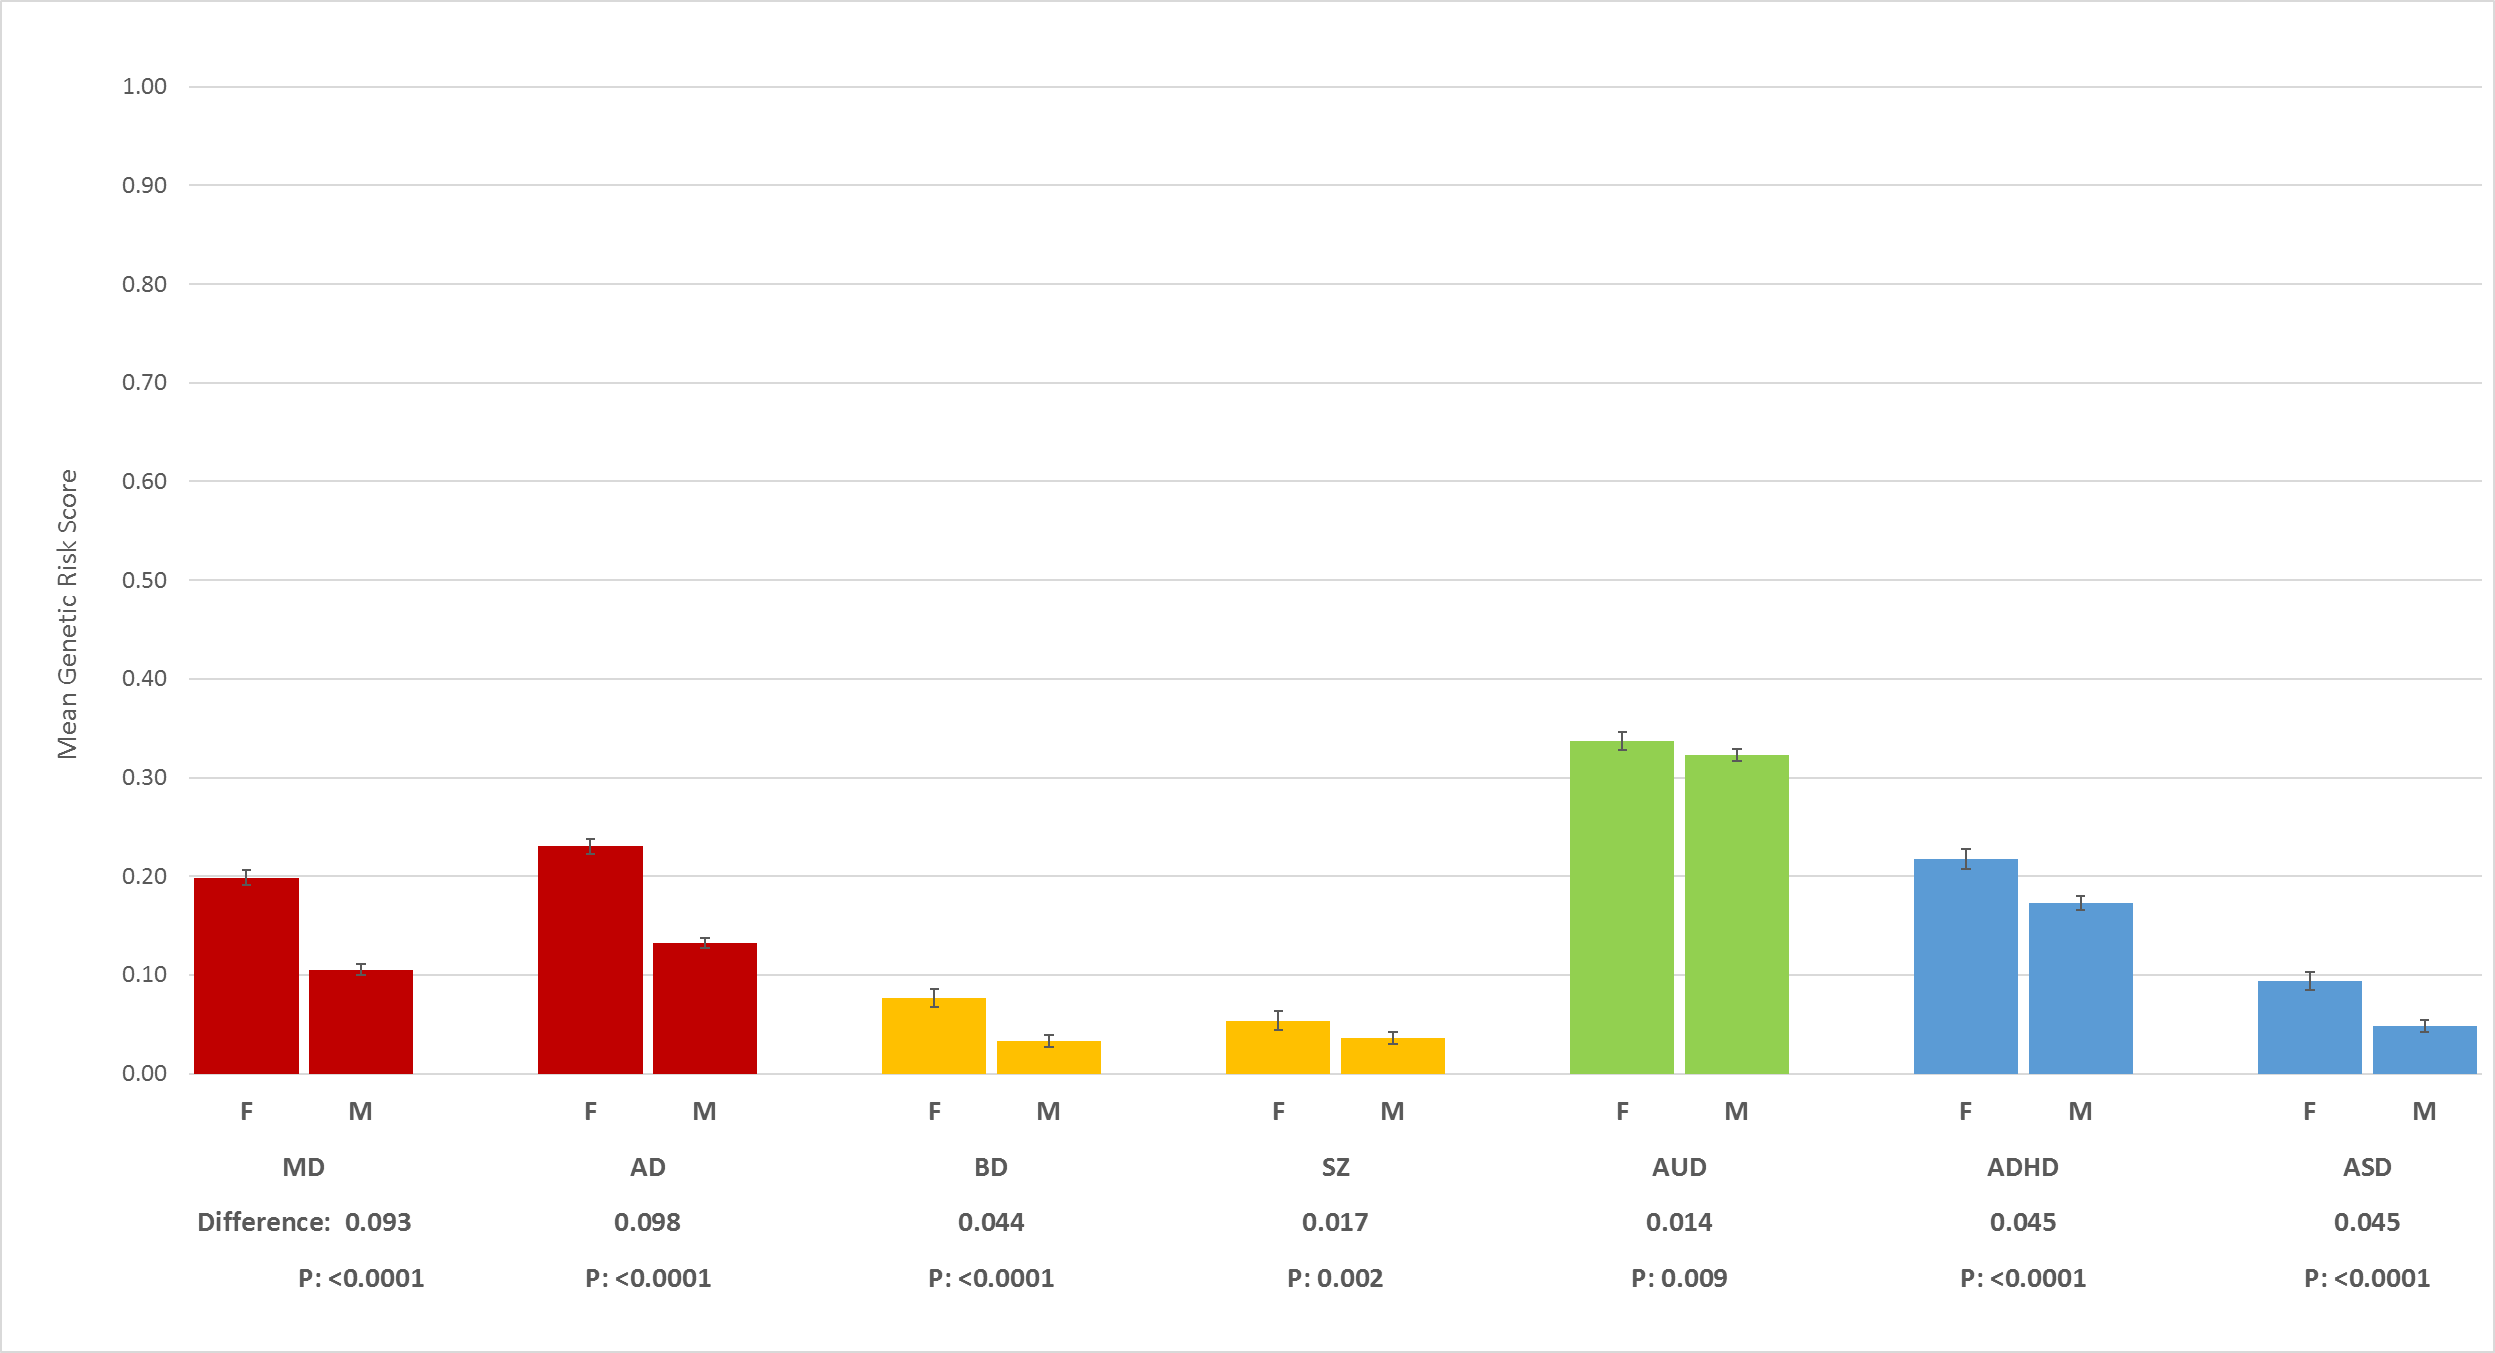 1.00
0.90
0.80
0.70
0.60
0.50
0.40
0.30
0.20
0.10
0.00
Mean Genetic Risk Score
F M F M F M F M F M F M F M
MD AD BD SZ AUD ADHD ASD
Difference: 0.093 0.098 0.044 0.017 0.014 0.045 0.045
P: <0.0001 P: <0.0001 P: <0.0001 P: 0.002 P: 0.009 P: <0.0001 P: <0.0001